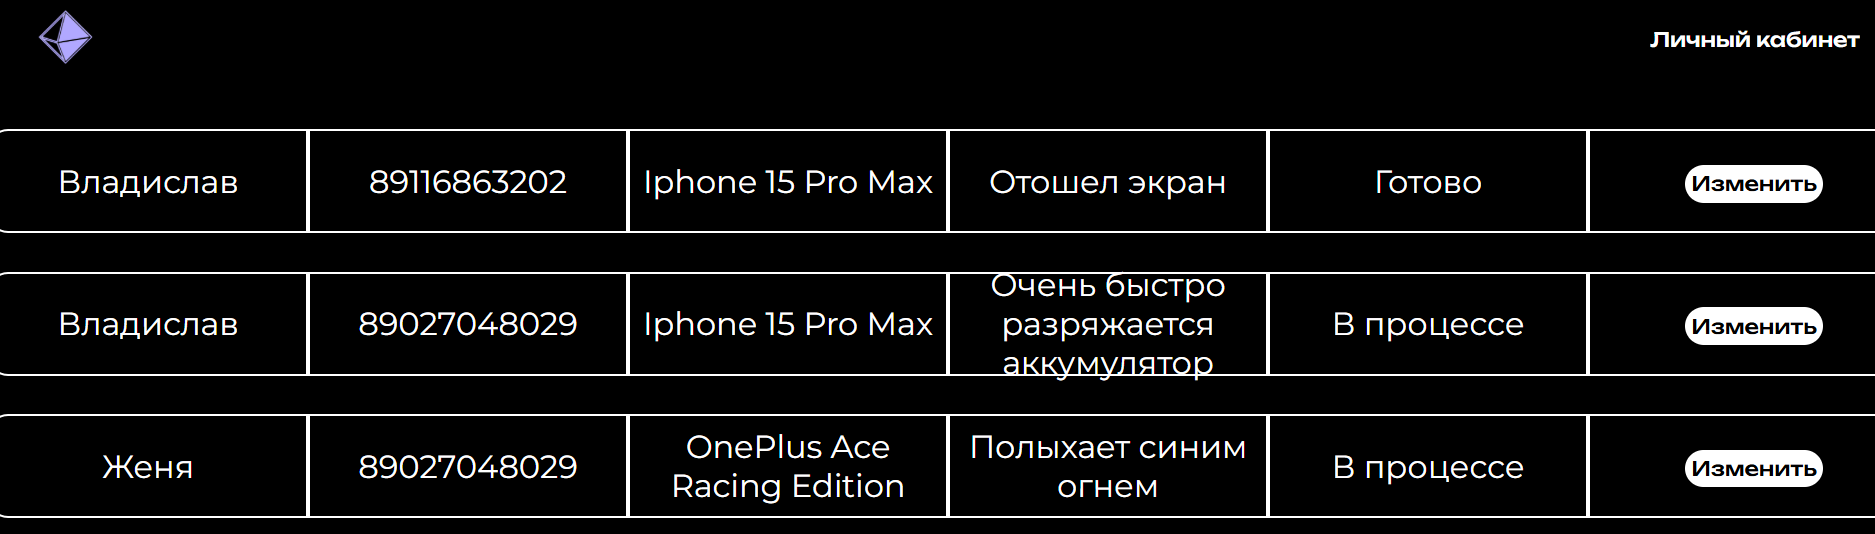 Личный кабинет
Владислав
89116863202
Iphone 15 Pro Max
Отошел экран
Готово
Изменить
Владислав
89027048029
Iphone 15 Pro Max
Очень быстро
разряжается
аккумулятор
В процессе
Изменить
Женя
89027048029
OnePlus Ace
Racing Edition
Полыхает синим
огнем
В процессе
Изменить